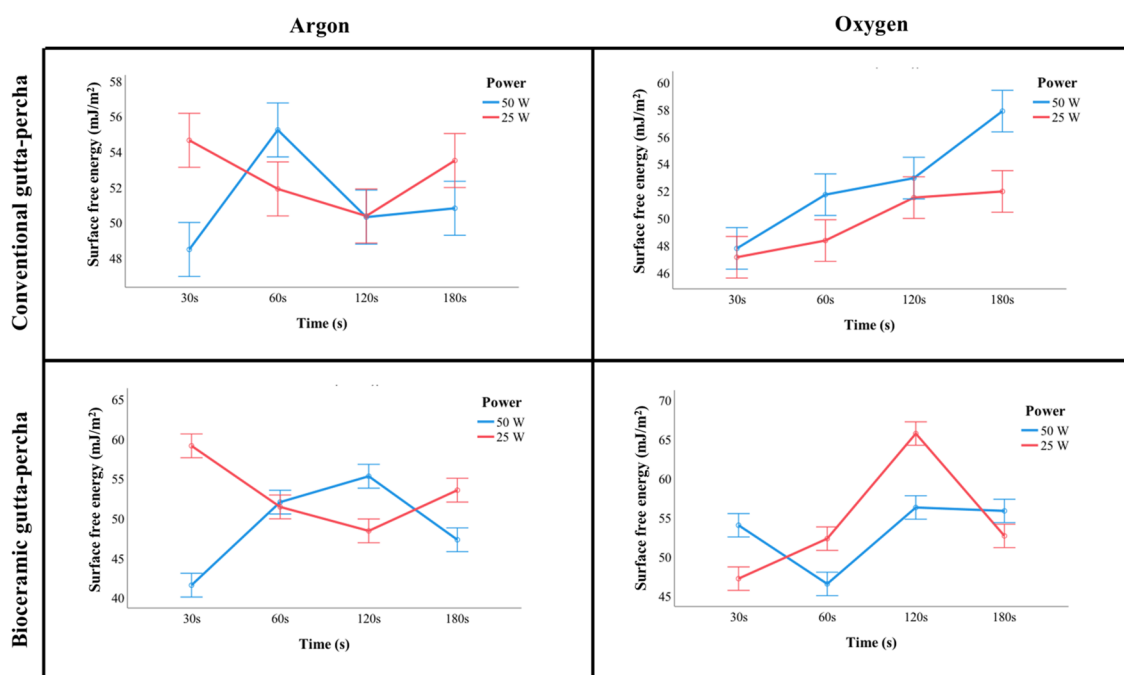 Argon
Oxygen
Conventional gutta-percha
Surface free energy (mJ/m²)
58
56
54
52
50
48
30s
60s
120s
180s
Time (s)
Power
50 W
25 W
Surface free energy (mJ/m²)
60
58
56
54
52
50
48
46
30s
60s
120s
180s
Time (s)
Power
50 W
25 W
Bioceramic gutta-percha
Surface free energy (mJ/m²)
65
60
55
50
45
40
30s
60s
120s
180s
Time (s)
Power
50 W
25 W
Surface free energy (mJ/m²)
70
65
60
55
50
45
30s
60s
120s
180s
Time (s)
Power
50 W
25 W